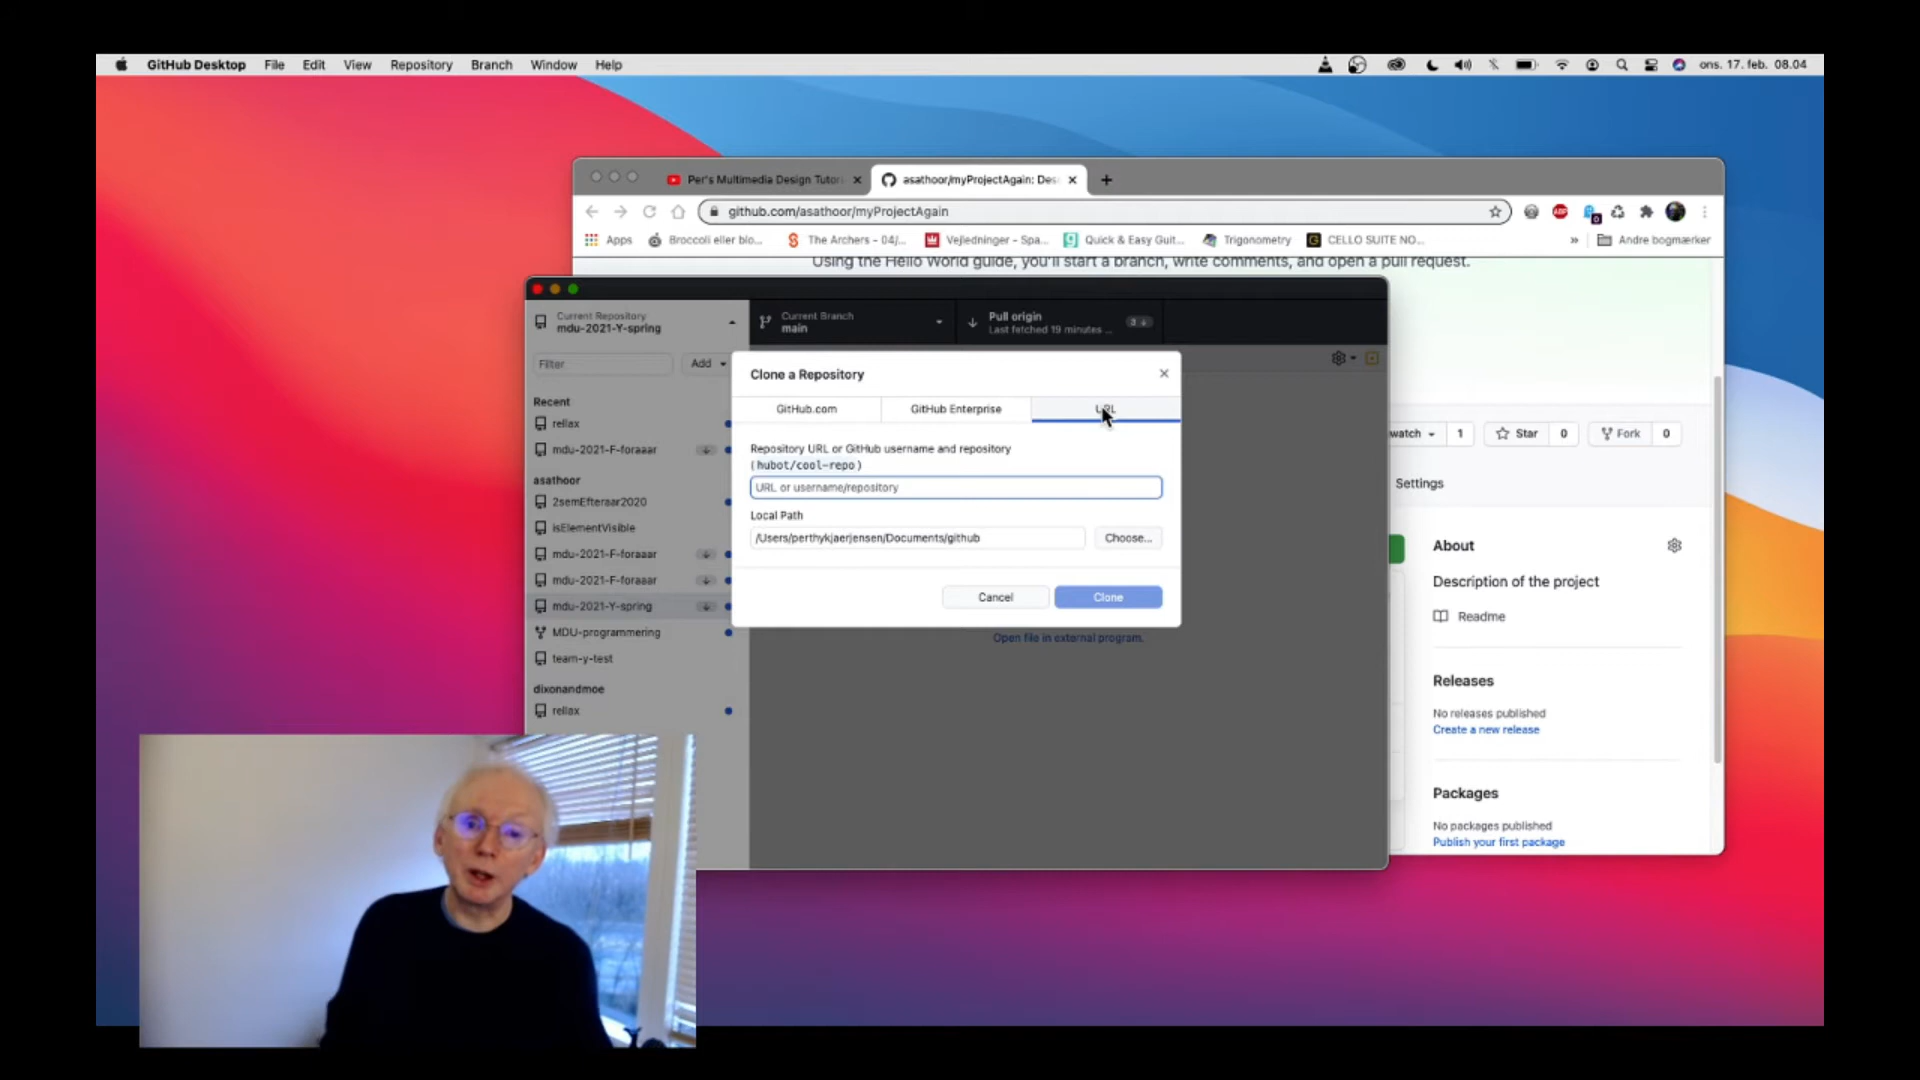 GitHub Desktop File Edit View Repository Branch Window Help
ons. 17. feb. 08.04
Per's Multimedia Design Tutori
asathoor/myProjectAgain: Des
github.com/asathoor/myProjectAgain
ABP
Apps
Broccoli eller blo...
The Archers - 04/...
Vejledninger - Spa...
Quick & Easy Guit...
Trigonometry
CELLO SUITE NO...
»
Andre bogmærker
Using the Hello World guide, you'll start a branch, write comments, and open a pull request.
Current Repository
mdu-2021-Y-spring
Current Branch
main
Pull origin
Last fetched 19 minutes ...
3
Filter
Add
Recent
rellax
mdu-2021-F-foraaar
asathoor
2semEfteraar2020
isElementVisible
mdu-2021-F-foraaar
mdu-2021-F-foraaar
mdu-2021-Y-spring
MDU-programmering
team-y-test
dixonandmoe
rellax
Clone a Repository
GitHub.com
GitHub Enterprise
URL
Repository URL or GitHub username and repository
(hubot/cool-repo)
URL or username/repository
Local Path
/Users/perthykjaerjensen/Documents/github
Choose...
Cancel
Clone
Open file in external program.
watch 1
Star 0
Fork 0
Settings
About
Description of the project
Readme
Releases
No releases published
Create a new release
Packages
No packages published
Publish your first package